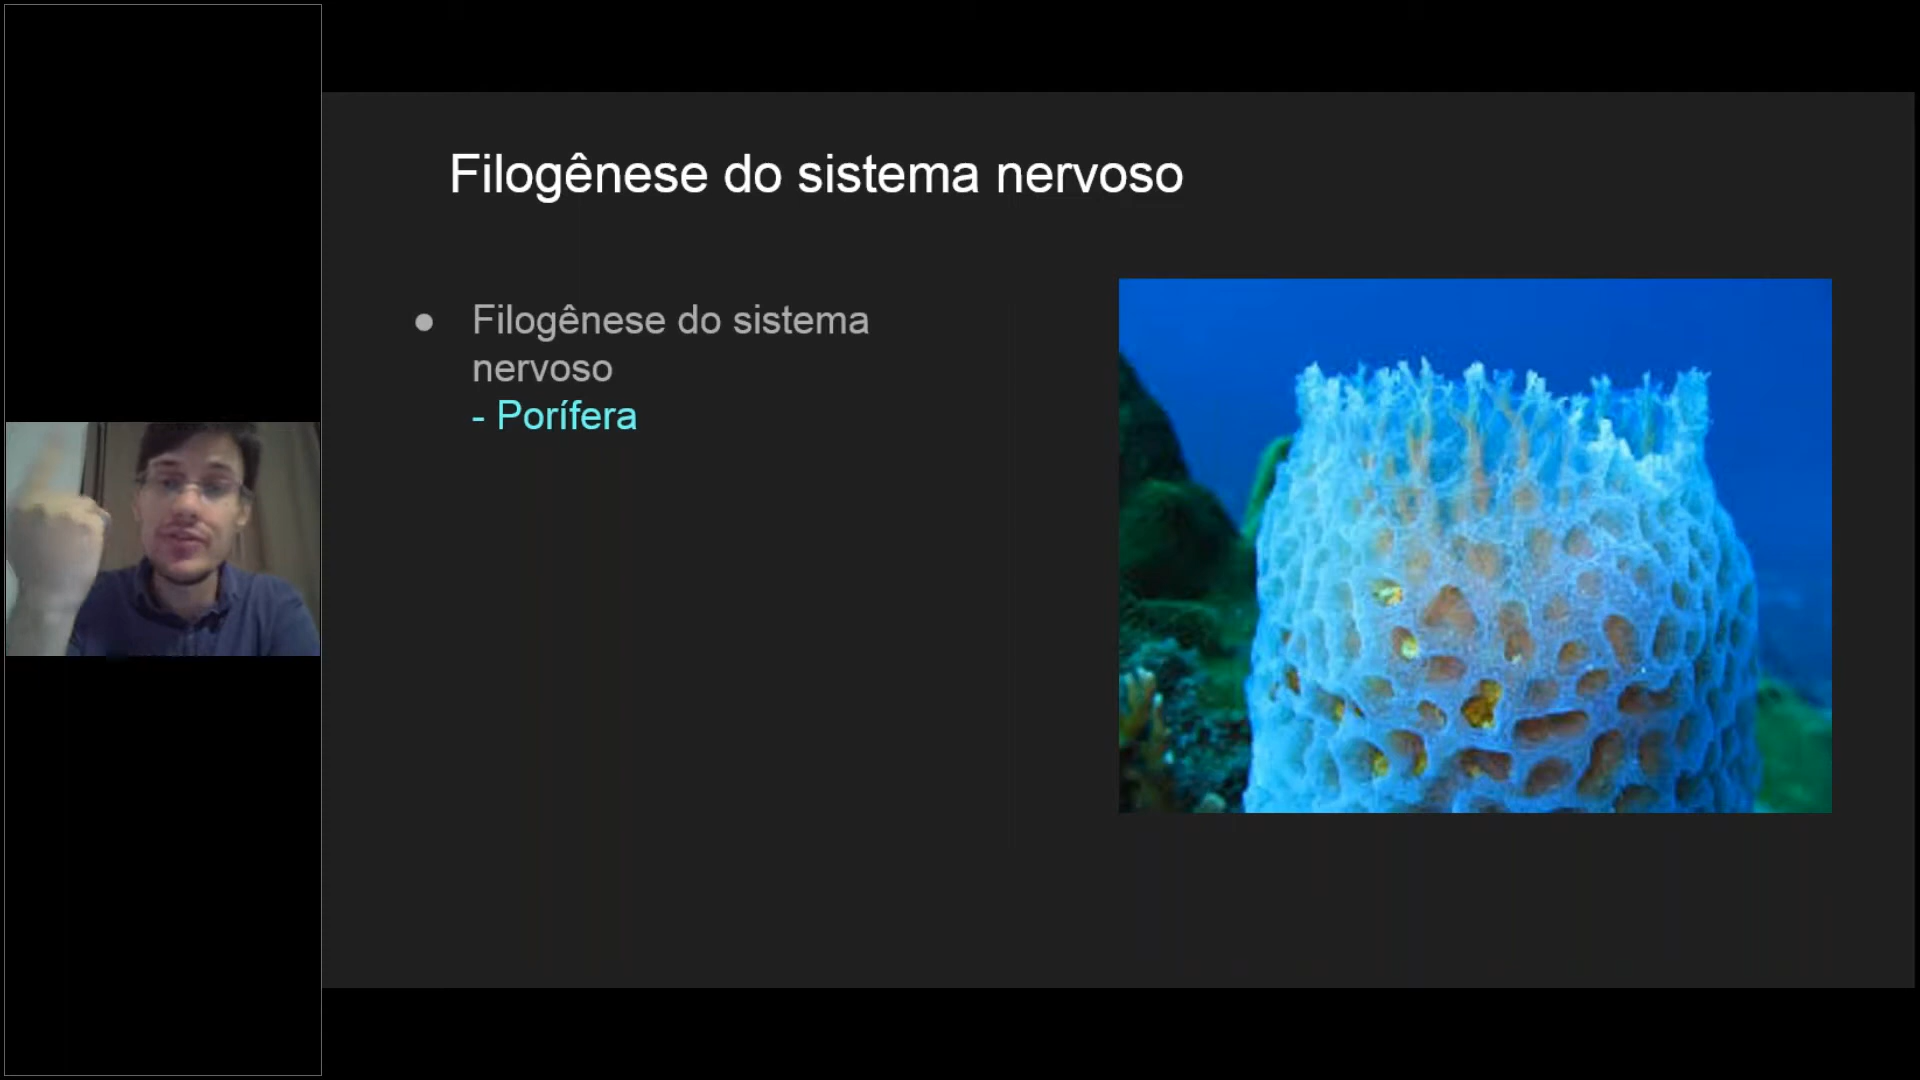 Filogênese do sistema nervoso
● Filogênese do sistema
nervoso
- Porífera